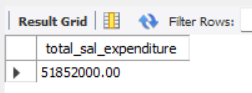 Result Grid Filter Rows:
total_sal_expenditure
51852000.00